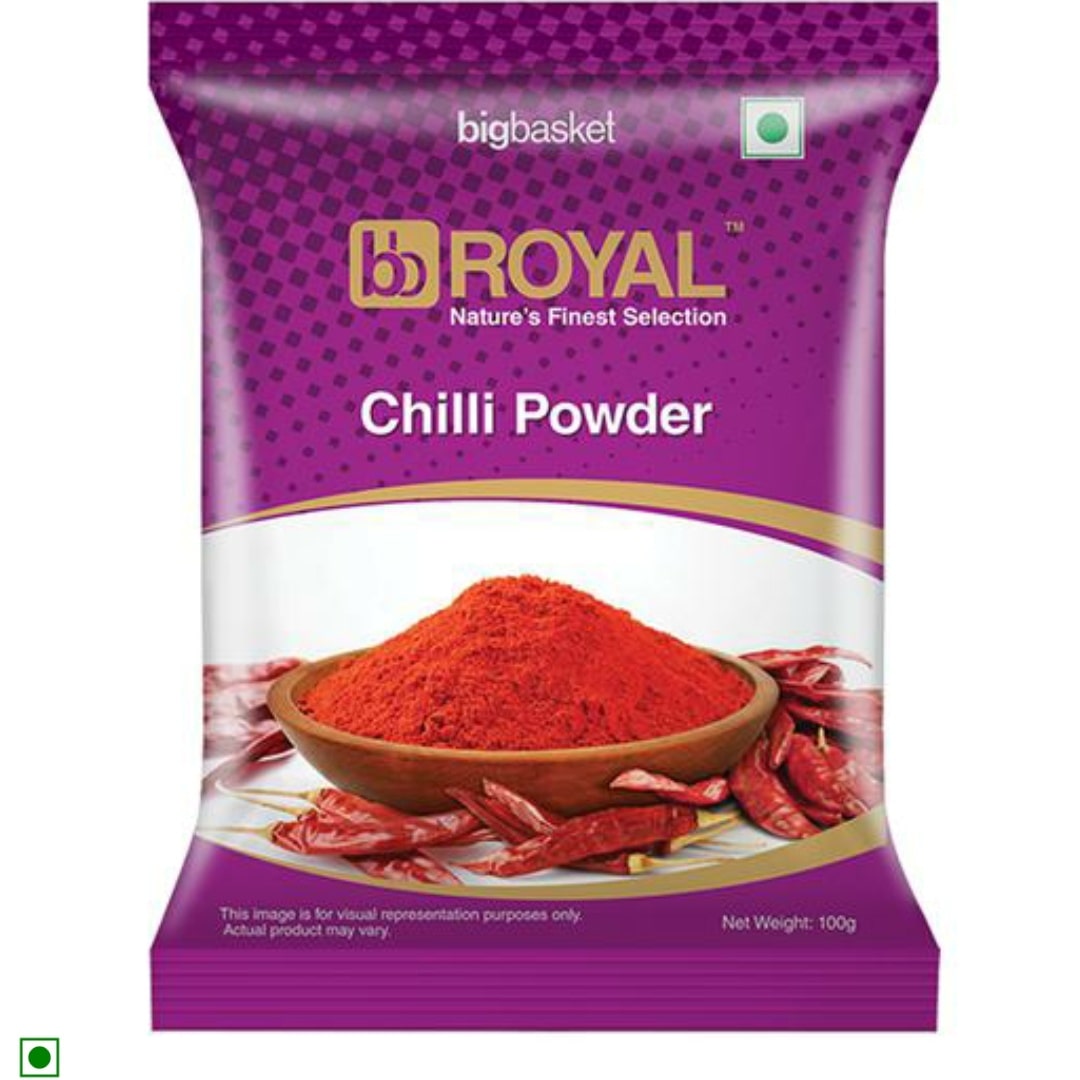 bigbasket
bb ROYAL™
Nature's Finest Selection
Chilli Powder
This image is for visual representation purposes only.
Actual product may vary.
Net Weight: 100g